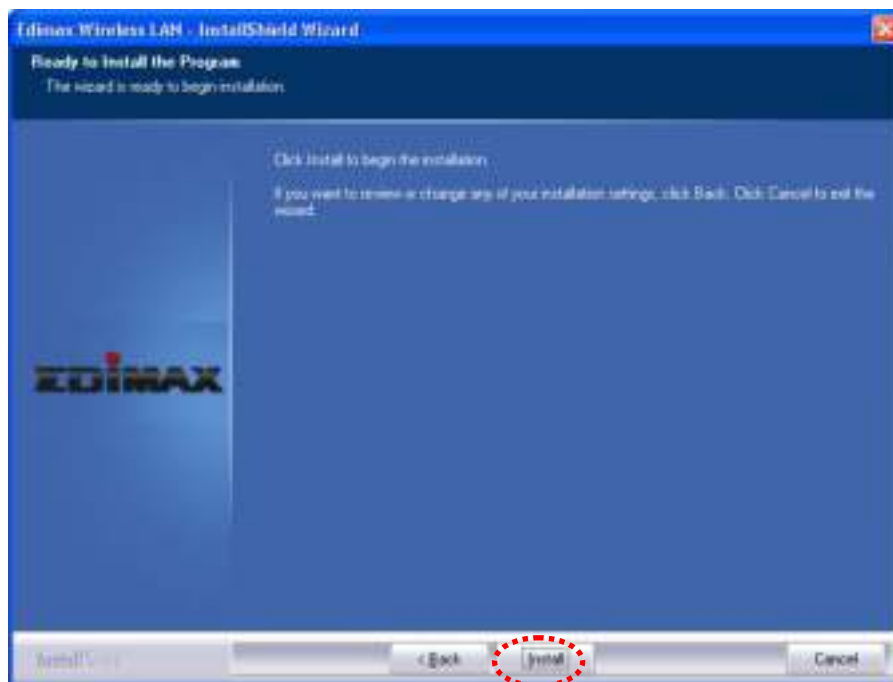 Edimax Wireless LAN - InstallShield Wizard
Ready to Install the Program
The wizard is ready to begin installation.
Click Install to begin the installation.
If you want to review or change any of your installation settings, click Back. Click Cancel to exit the
wizard.
EDIMAX
InstallShield
< Back
Install
Cancel